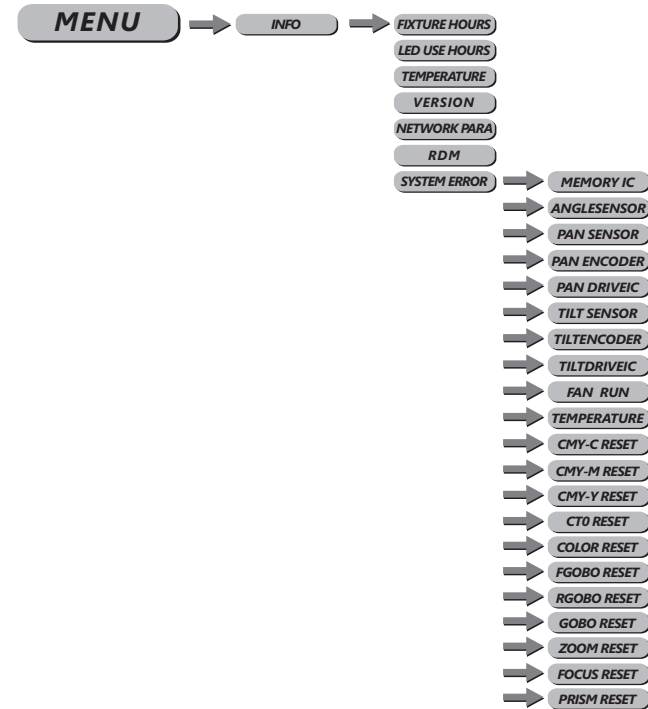 MENU INFO FIXTURE HOURS
LED USE HOURS
TEMPERATURE
VERSION
NETWORK PARA
RDM
SYSTEM ERROR MEMORY IC
ANGLESENSOR
PAN SENSOR
PAN ENCODER
PAN DRIVEIC
TILT SENSOR
TILTENCODER
TILTDRIVEIC
FAN RUN
TEMPERATURE
CMY-C RESET
CMY-M RESET
CMY-Y RESET
CT0 RESET
COLOR RESET
FGOBO RESET
RGOBO RESET
GOBO RESET
ZOOM RESET
FOCUS RESET
PRISM RESET